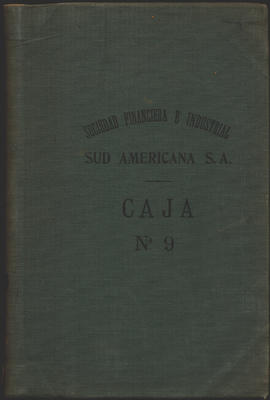 SOCIEDAD FINANCIERA E INDUSTRIAL
SUD AMERICANA S.A.
CAJA
Nº 9